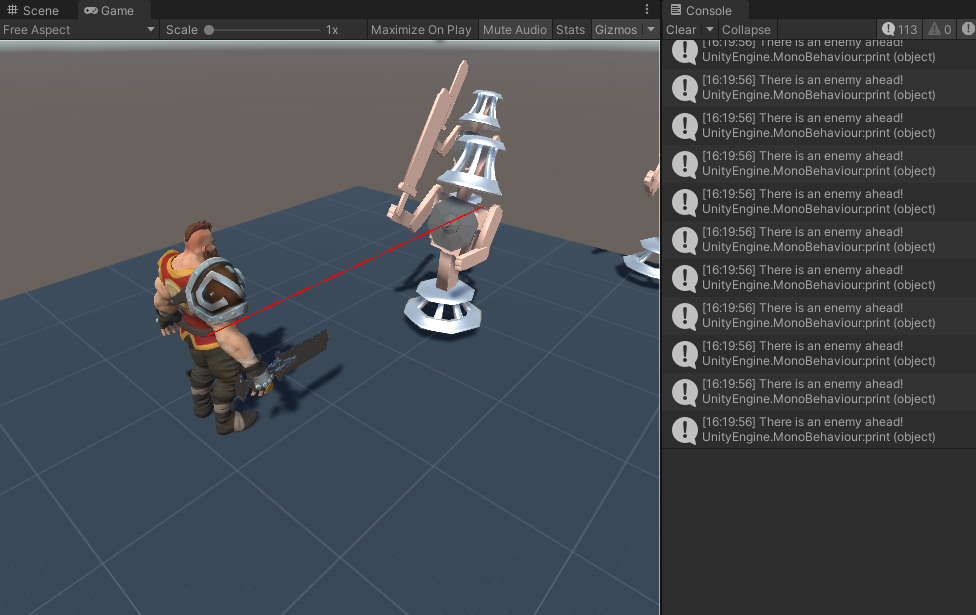 Scene
Game
Free Aspect
Scale
1x
Maximize On Play
Mute Audio
Stats
Gizmos
Console
Clear
Collapse
113
0
[16:19:56] There is an enemy ahead!
UnityEngine.MonoBehaviour:print (object)
[16:19:56] There is an enemy ahead!
UnityEngine.MonoBehaviour:print (object)
[16:19:56] There is an enemy ahead!
UnityEngine.MonoBehaviour:print (object)
[16:19:56] There is an enemy ahead!
UnityEngine.MonoBehaviour:print (object)
[16:19:56] There is an enemy ahead!
UnityEngine.MonoBehaviour:print (object)
[16:19:56] There is an enemy ahead!
UnityEngine.MonoBehaviour:print (object)
[16:19:56] There is an enemy ahead!
UnityEngine.MonoBehaviour:print (object)
[16:19:56] There is an enemy ahead!
UnityEngine.MonoBehaviour:print (object)
[16:19:56] There is an enemy ahead!
UnityEngine.MonoBehaviour:print (object)
[16:19:56] There is an enemy ahead!
UnityEngine.MonoBehaviour:print (object)
[16:19:56] There is an enemy ahead!
UnityEngine.MonoBehaviour:print (object)